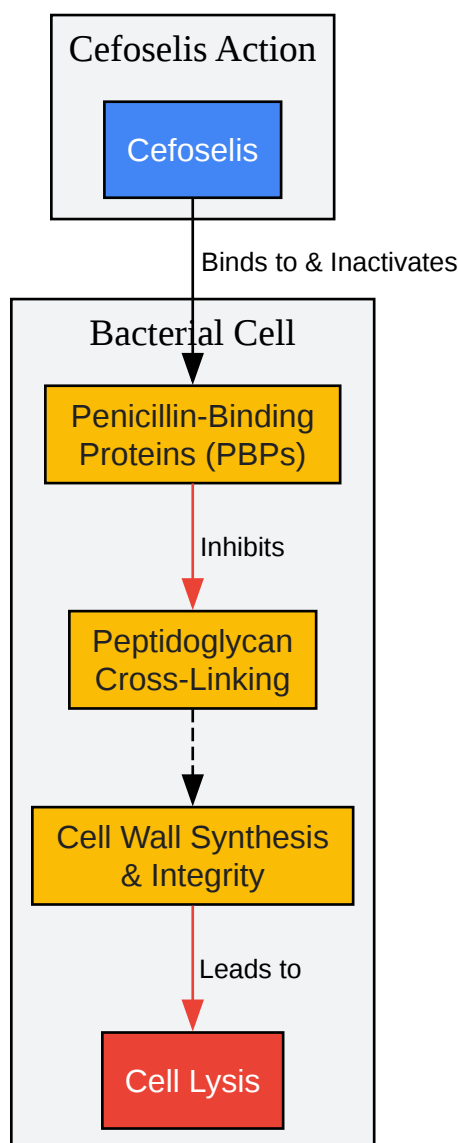 Cefoselis Action
Cefoselis
Binds to & Inactivates
Bacterial Cell
Penicillin-Binding
Proteins (PBPs)
Inhibits
Peptidoglycan
Cross-Linking
Cell Wall Synthesis
& Integrity
Leads to
Cell Lysis